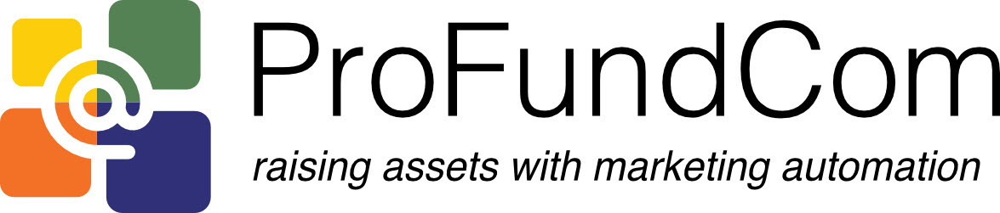 @
ProFundCom
raising assets with marketing automation